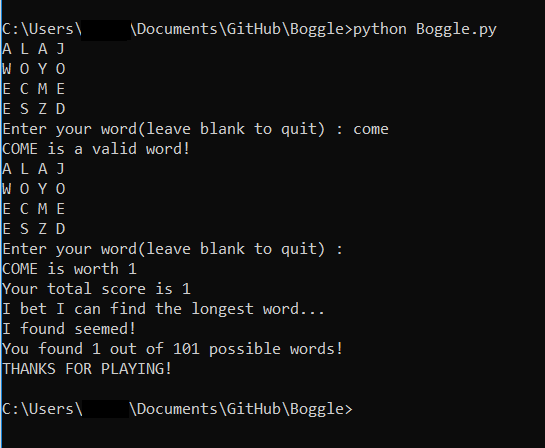 C:\Users\ \Documents\GitHub\Boggle>python Boggle.py
A L A J
W O Y O
E C M E
E S Z D
Enter your word(leave blank to quit) : come
COME is a valid word!
A L A J
W O Y O
E C M E
E S Z D
Enter your word(leave blank to quit) :
COME is worth 1
Your total score is 1
I bet I can find the longest word...
I found seemed!
You found 1 out of 101 possible words!
THANKS FOR PLAYING!
C:\Users\ \Documents\GitHub\Boggle>